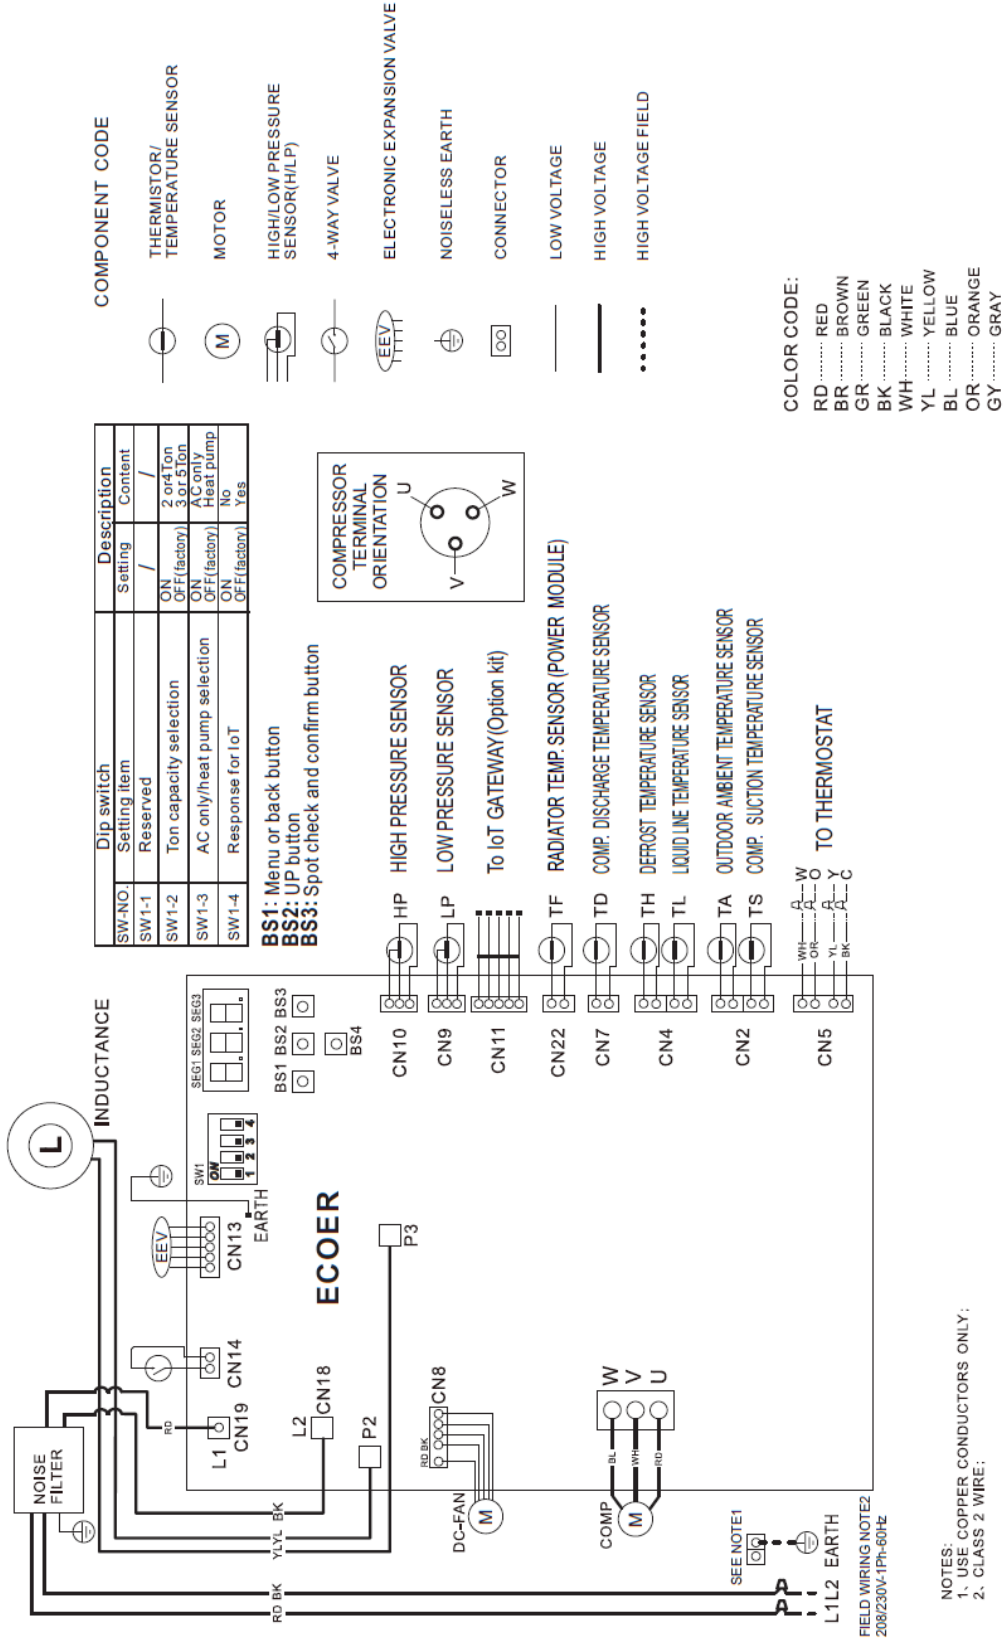 COMPONENT CODE
THERMISTOR/
TEMPERATURE SENSOR
M
MOTOR
HIGH/LOW PRESSURE
SENSOR(H/LP)
4-WAY VALVE
EEV
ELECTRONIC EXPANSION VALVE
NOISELESS EARTH
CONNECTOR
LOW VOLTAGE
HIGH VOLTAGE
HIGH VOLTAGE FIELD
COLOR CODE:
RD ········ RED
BR ········ BROWN
GR ········ GREEN
BK ········ BLACK
WH ········ WHITE
YL ········ YELLOW
BL ········ BLUE
OR ········ ORANGE
GY ········ GRAY
Dip switch Description
SW-NO. Setting item Setting Content
SW1-1 Reserved / /
SW1-2 Ton capacity selection ON 2 or4Ton
OFF(factory) 3 or 5Ton
SW1-3 AC only/heat pump selection ON AC only
OFF(factory) Heat pump
SW1-4 Response for IoT ON No
OFF(factory) Yes
BS1: Menu or back button
BS2: UP button
BS3: Spot check and confirm button
COMPRESSOR
TERMINAL
ORIENTATION
U
V
W
L
INDUCTANCE
NOISE
FILTER
RD
L1
CN19
CN14
EEV
CN13
EARTH
SW1
ON
1 2 3 4
SEG1 SEG2 SEG3
BS1 BS2 BS3
BS4
YLYL BK
L2
CN18
P2
P3
ECOER
CN10 HP HIGH PRESSURE SENSOR
CN9 LP LOW PRESSURE SENSOR
CN11 To IoT GATEWAY(Option kit)
CN22 TF RADIATOR TEMP.SENSOR(POWER MODULE)
CN7 TD COMP. DISCHARGE TEMPERATURE SENSOR
CN4 TH DEFROST TEMPERATURE SENSOR
TL LIQUID LINE TEMPERATURE SENSOR
CN2 TA OUTDOOR AMBIENT TEMPERATURE SENSOR
TS COMP. SUCTION TEMPERATURE SENSOR
CN5 TO THERMOSTAT
WH W
OR O
YL Y
BK C
RD BK
CN8
DC-FAN
M
COMP
M
BL
WH
RD
W
V
U
RD BK
SEE NOTE1
L1L2 EARTH
FIELD WIRING NOTE2
208/230V-1Ph-60Hz
NOTES:
1、USE COPPER CONDUCTORS ONLY;
2、CLASS 2 WIRE;